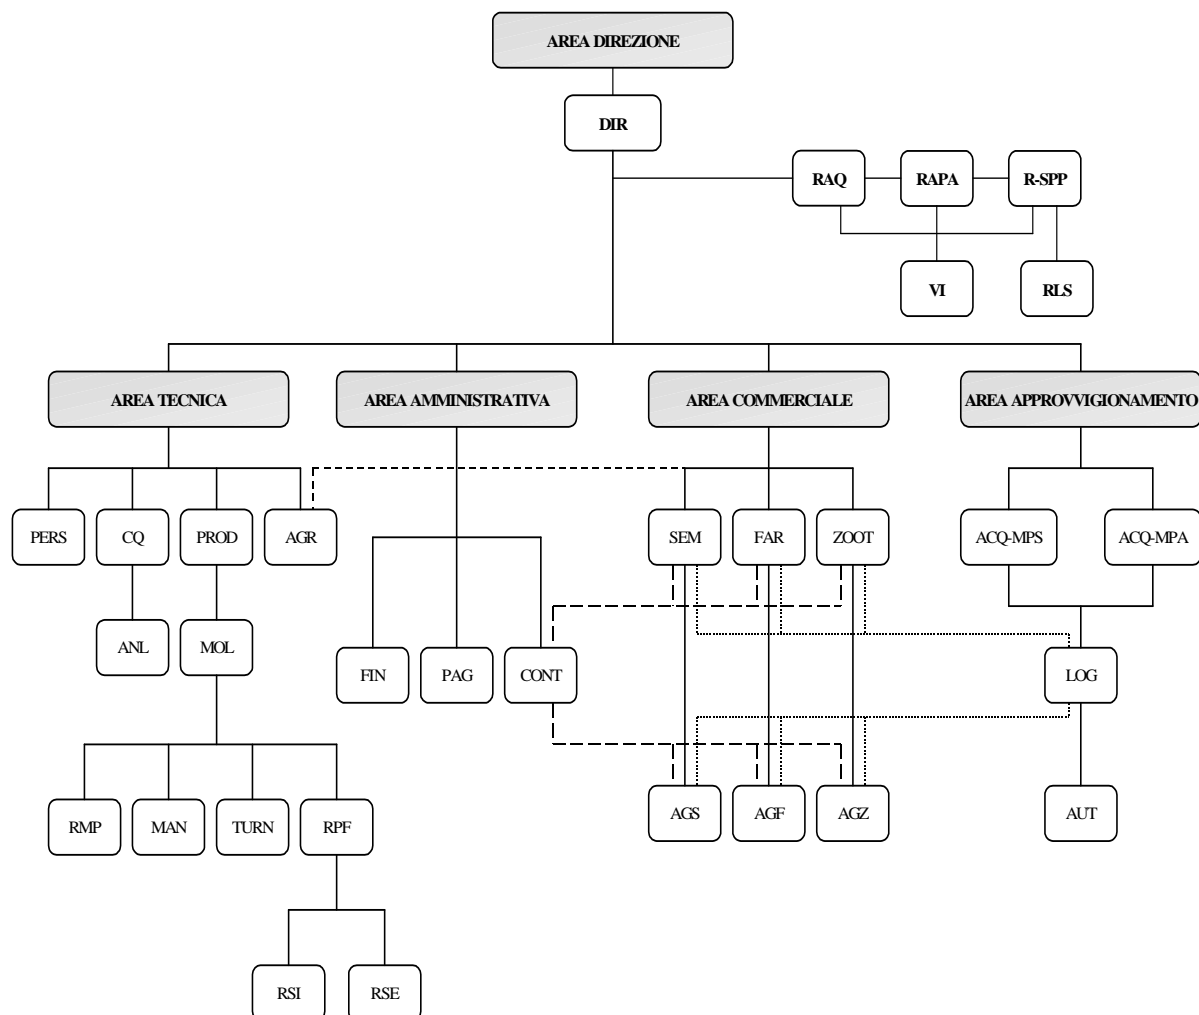 AREA DIREZIONE
DIR
RAQ
RAPA
R-SPP
VI
RLS
AREA TECNICA
AREA AMMINISTRATIVA
AREA COMMERCIALE
AREA APPROVVIGIONAMENTO
PERS
CQ
PROD
AGR
SEM
FAR
ZOOT
ACQ-MPS
ACQ-MPA
ANL
MOL
FIN
PAG
CONT
LOG
RMP
MAN
TURN
RPF
AGS
AGF
AGZ
AUT
RSI
RSE